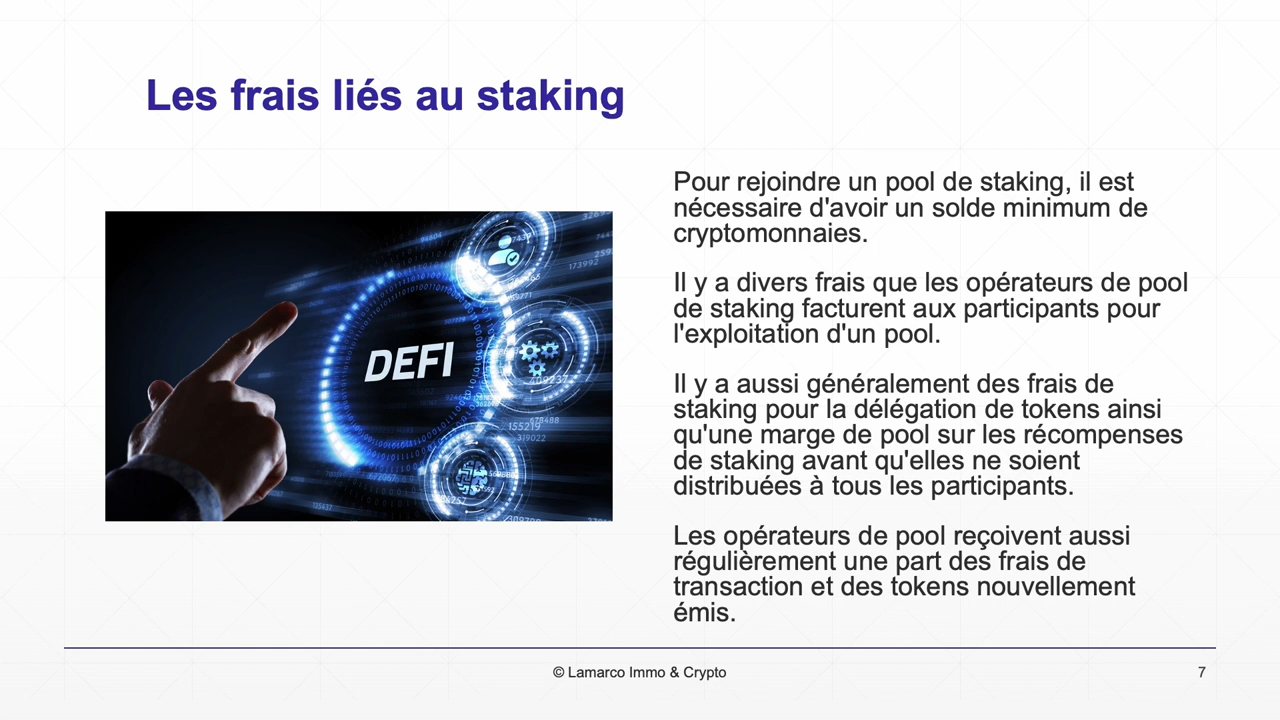 Les frais liés au staking
Pour rejoindre un pool de staking, il est
nécessaire d'avoir un solde minimum de
cryptomonnaies.
Il y a divers frais que les opérateurs de pool
de staking facturent aux participants pour
l'exploitation d'un pool.
Il y a aussi généralement des frais de
staking pour la délégation de tokens ainsi
qu'une marge de pool sur les récompenses
de staking avant qu'elles ne soient
distribuées à tous les participants.
Les opérateurs de pool reçoivent aussi
régulièrement une part des frais de
transaction et des tokens nouvellement
émis.
DEFI
173992
155219
319022
© Lamarco Immo & Crypto
7